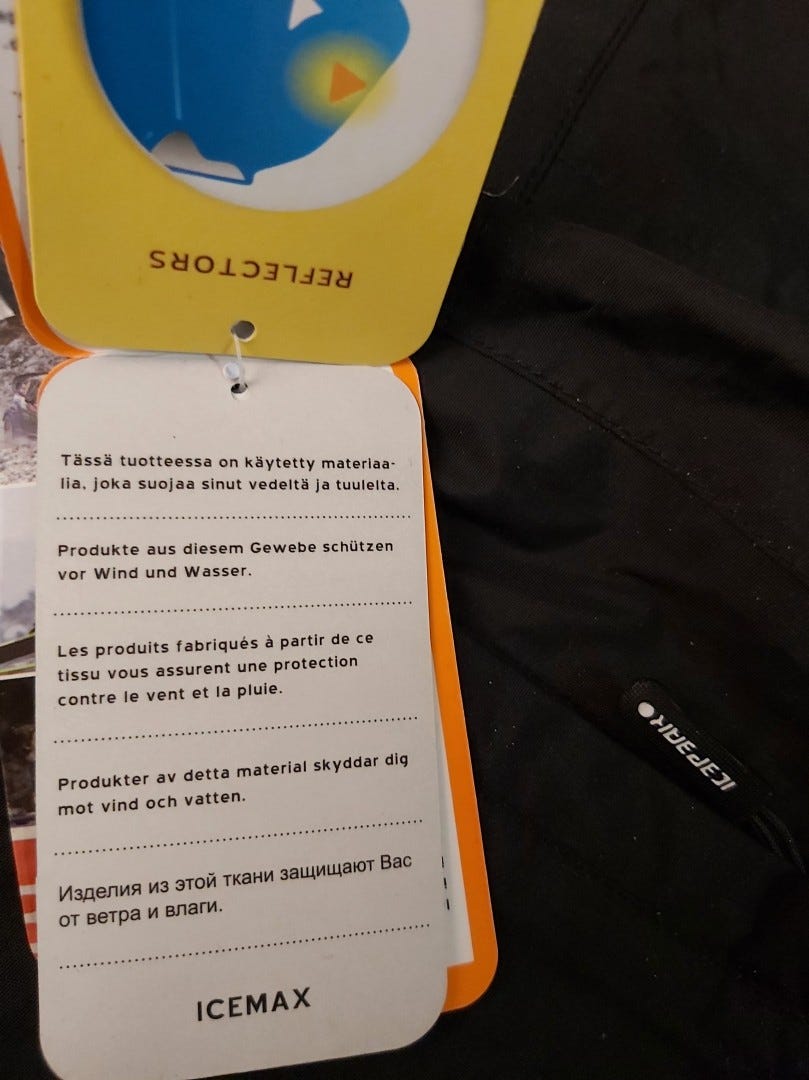 REFLECTORS
Tässä tuotteessa on käytetty materiaa-
lia, joka suojaa sinut vedeltä ja tuulelta.
Produkte aus diesem Gewebe schützen
vor Wind und Wasser.
Les produits fabriqués à partir de ce
tissu vous assurent une protection
contre le vent et la pluie.
Produkter av detta material skyddar dig
mot vind och vatten.
Изделия из этой ткани защищают Вас
от ветра и влаги.
ICEMAX
ICEPEAK